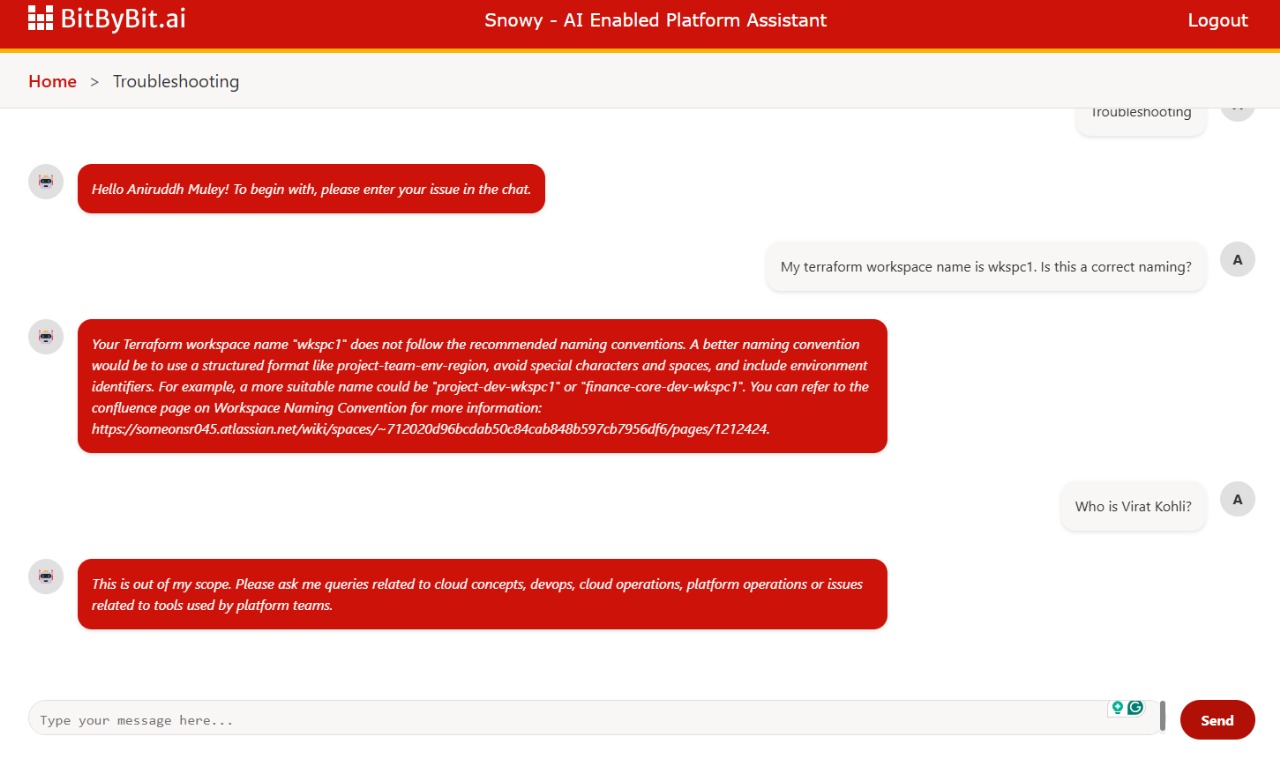 BitByBit.ai
Snowy - AI Enabled Platform Assistant
Logout
Home > Troubleshooting
Troubleshooting
Hello Aniruddh Muley! To begin with, please enter your issue in the chat.
My terraform workspace name is wkspc1. Is this a correct naming?
A
Your Terraform workspace name "wkspc1" does not follow the recommended naming conventions. A better naming convention
would be to use a structured format like project-team-env-region, avoid special characters and spaces, and include environment
identifiers. For example, a more suitable name could be "project-dev-wkspc1" or "finance-core-dev-wkspc1". You can refer to the
confluence page on Workspace Naming Convention for more information:
https://someonsr045.atlassian.net/wiki/spaces/~712020d96bcdab50c84cab848b597cb7956df6/pages/1212424.
Who is Virat Kohli?
A
This is out of my scope. Please ask me queries related to cloud concepts, devops, cloud operations, platform operations or issues
related to tools used by platform teams.
Type your message here...
Send